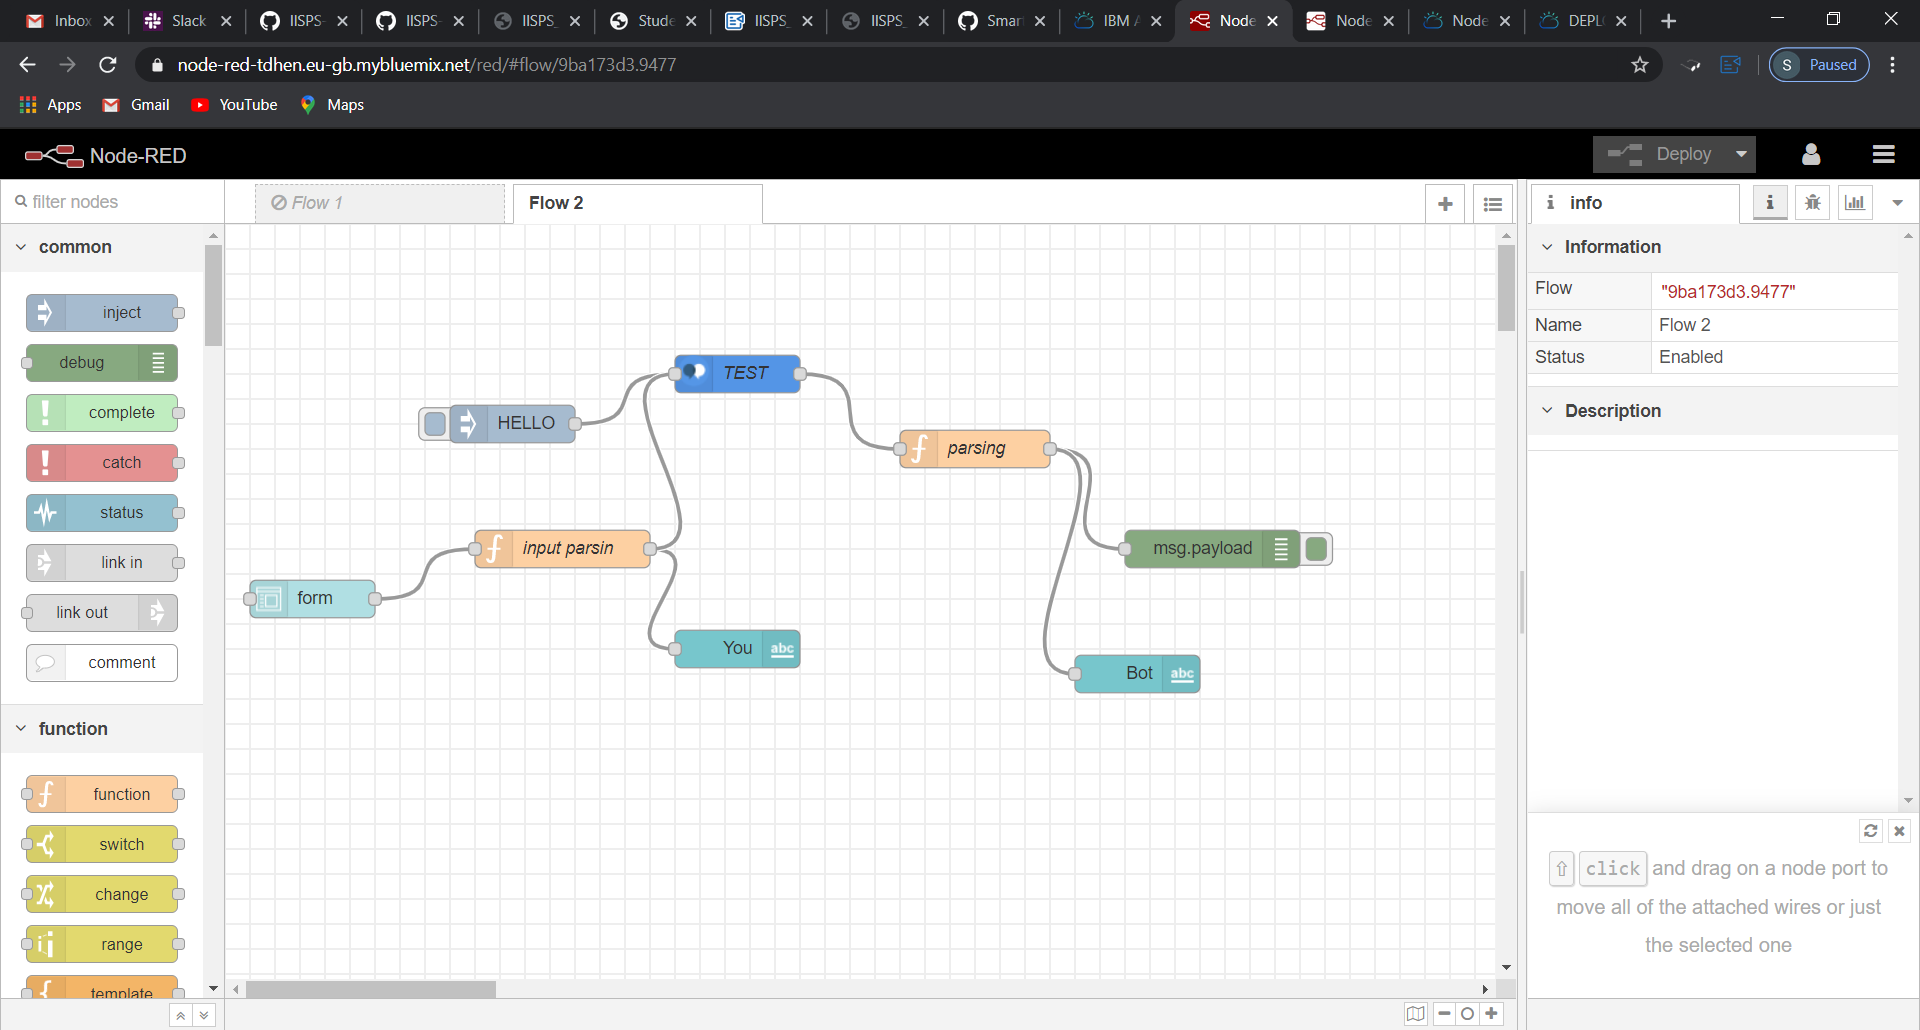 Inbox
Slack
IISPS-
IISPS-
IISPS_
Stude
IISPS_
IISPS_
Smar
IBM A
Node
Node
Node
DEPL
node-red-tdhen.eu-gb.mybluemix.net/red/#flow/9ba173d3.9477
S Paused
Apps Gmail YouTube Maps
Node-RED
Deploy
filter nodes
Flow 1
Flow 2
i info
i
common
inject
debug
complete
catch
status
link in
link out
comment
function
function
switch
change
range
template
HELLO
TEST
parsing
input parsin
msg.payload
form
You abc
Bot abc
Information
Flow "9ba173d3.9477"
Name Flow 2
Status Enabled
Description
⇧ click and drag on a node port to
move all of the attached wires or just
the selected one